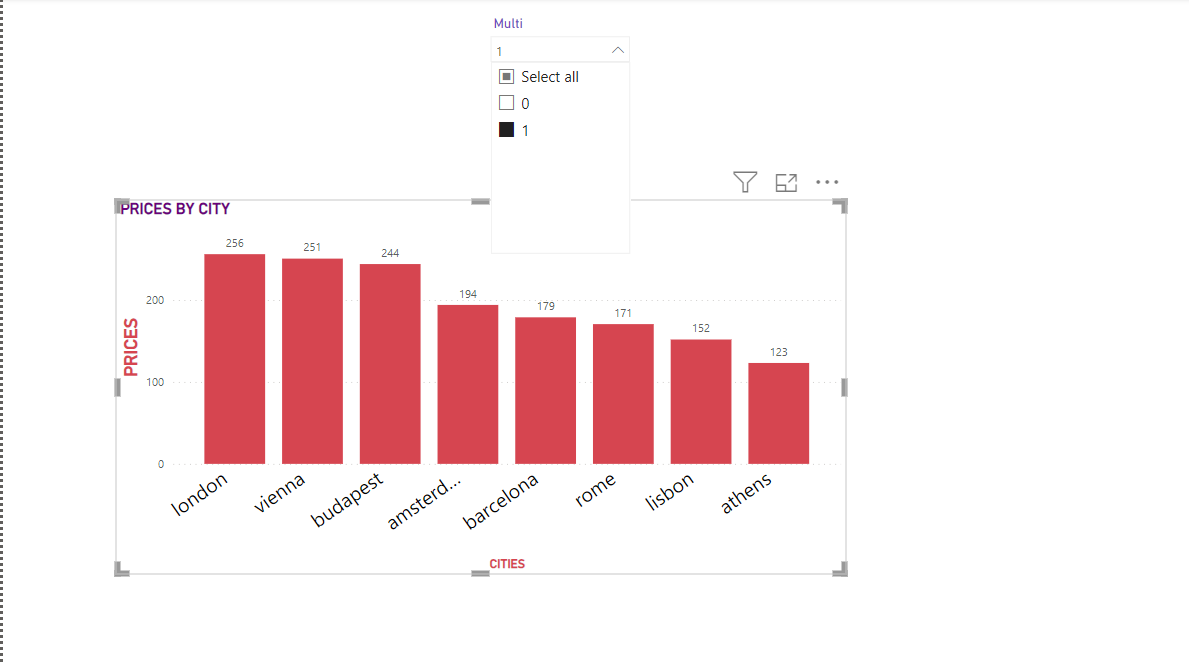 Multi
1
Select all
0
1
PRICES BY CITY
PRICES
200
100
0
256
251
244
194
179
171
152
123
london
vienna
budapest
amsterd...
barcelona
rome
lisbon
athens
CITIES